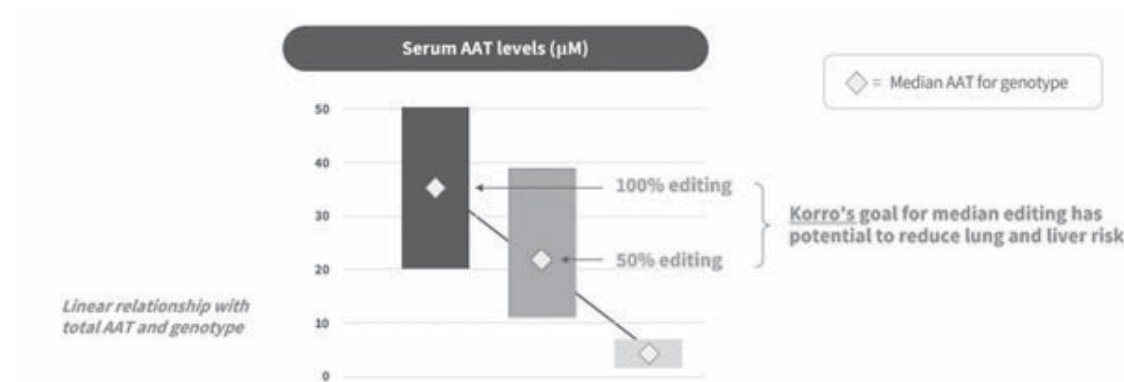 Serum AAT levels (μM)
= Median AAT for genotype
50
40
100% editing
30
Korro's goal for median editing has
potential to reduce lung and liver risk
50% editing
20
Linear relationship with
total AAT and genotype
10
0